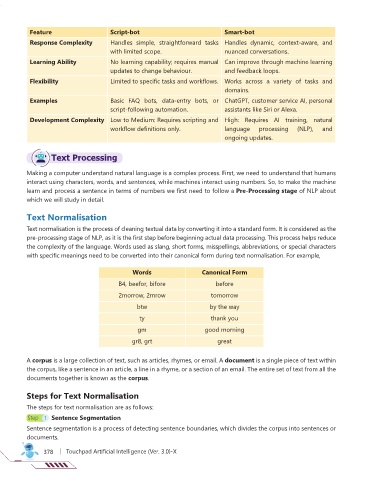 Feature Script-bot Smart-bot
Response Complexity Handles simple, straightforward tasks with limited scope. Handles dynamic, context-aware, and nuanced conversations.
Learning Ability No learning capability; requires manual updates to change behaviour. Can improve through machine learning and feedback loops.
Flexibility Limited to specific tasks and workflows. Works across a variety of tasks and domains.
Examples Basic FAQ bots, data-entry bots, or script-following automation. ChatGPT, customer service AI, personal assistants like Siri or Alexa.
Development Complexity Low to Medium: Requires scripting and workflow definitions only. High: Requires AI training, natural language processing (NLP), and ongoing updates.
Text Processing
Making a computer understand natural language is a complex process. First, we need to understand that humans
interact using characters, words, and sentences, while machines interact using numbers. So, to make the machine
learn and process a sentence in terms of numbers we first need to follow a Pre-Processing stage of NLP about
which we will study in detail.
Text Normalisation
Text normalisation is the process of cleaning textual data by converting it into a standard form. It is considered as the
pre-processing stage of NLP, as it is the first step before beginning actual data processing. This process helps reduce
the complexity of the language. Words used as slang, short forms, misspellings, abbreviations, or special characters
with specific meanings need to be converted into their canonical form during text normalisation. For example,
Words Canonical Form
B4, beefor, bifore before
2morrow, 2mrow tomorrow
btw by the way
ty thank you
gm good morning
gr8, grt great
A corpus is a large collection of text, such as articles, rhymes, or email. A document is a single piece of text within
the corpus, like a sentence in an article, a line in a rhyme, or a section of an email. The entire set of text from all the
documents together is known as the corpus.
Steps for Text Normalisation
The steps for text normalisation are as follows:
Step 1 Sentence Segmentation
Sentence segmentation is a process of detecting sentence boundaries, which divides the corpus into sentences or
documents.
378 | Touchpad Artificial Intelligence (Ver. 3.0)-X